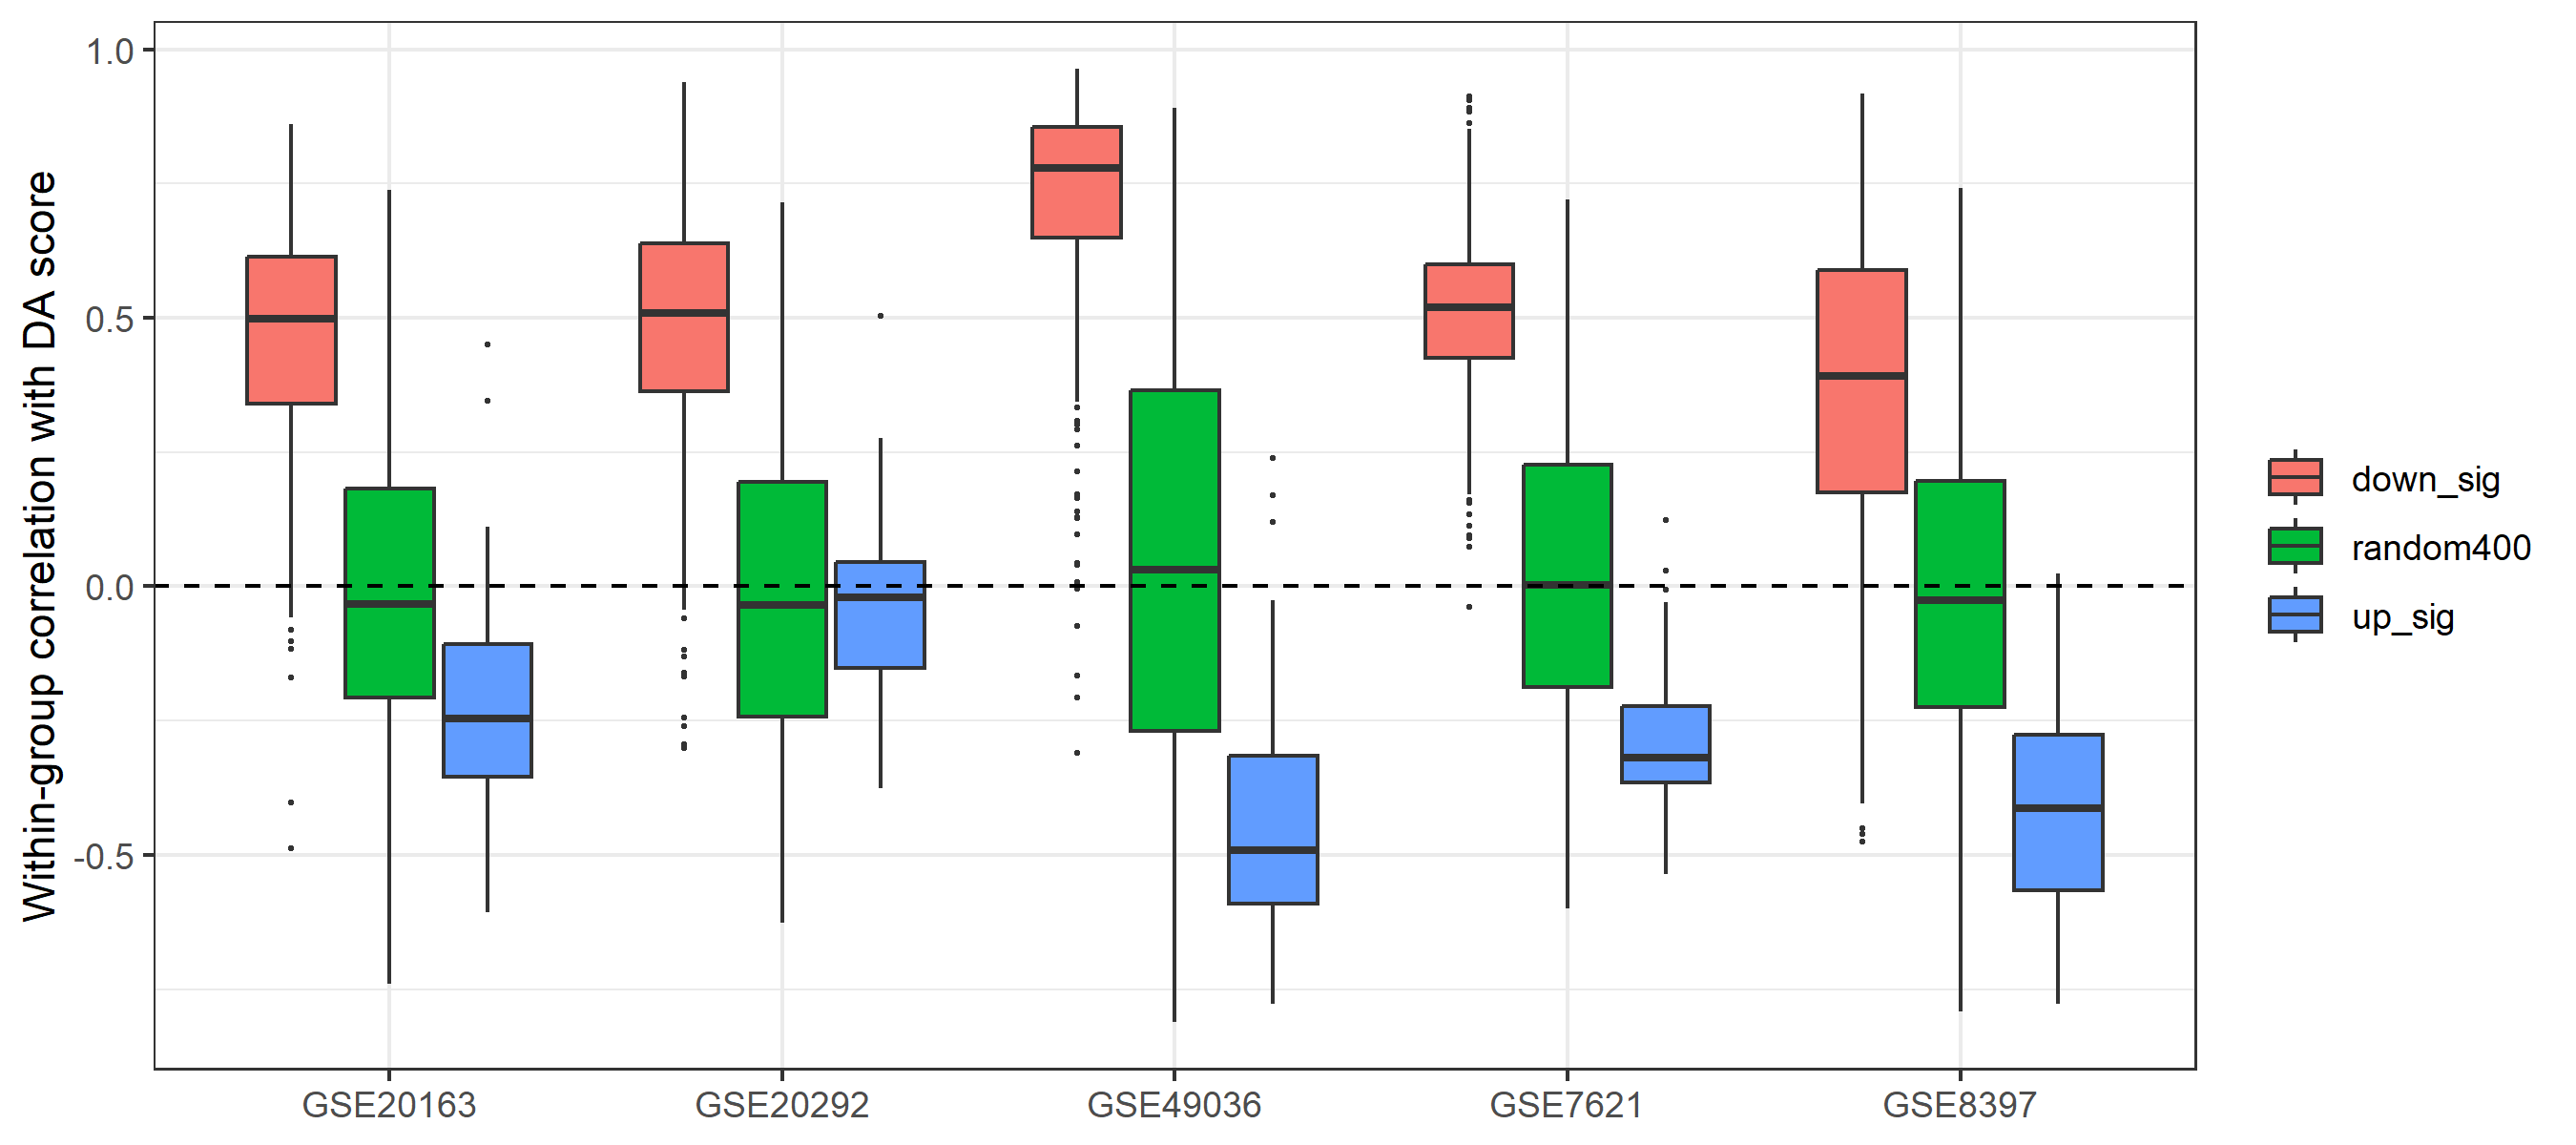 Within-group correlation with DA score
1.0
0.5
0.0
-0.5
GSE20163
GSE20292
GSE49036
GSE7621
GSE8397
down_sig
random400
up_sig